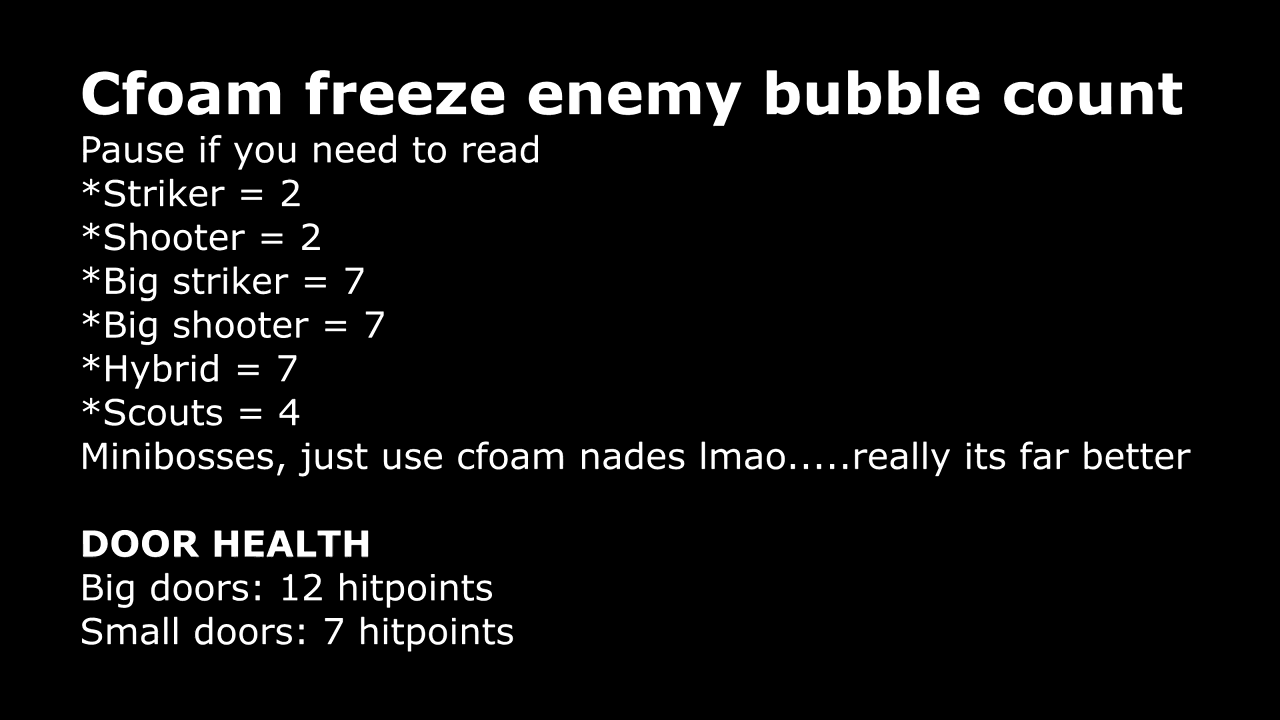 Cfoam freeze enemy bubble count
Pause if you need to read
*Striker = 2
*Shooter = 2
*Big striker = 7
*Big shooter = 7
*Hybrid = 7
*Scouts = 4
Minibosses, just use cfoam nades lmao.....really its far better
DOOR HEALTH
Big doors: 12 hitpoints
Small doors: 7 hitpoints